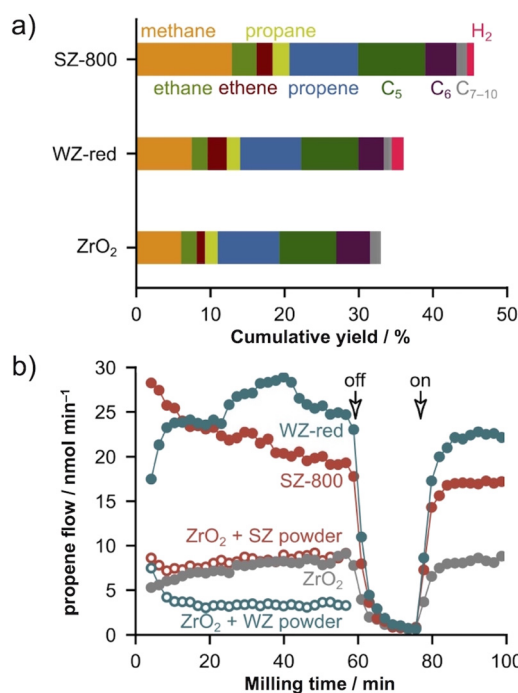 a)
methane propane H₂
SZ-800
ethane ethene propene C₅ C₆ C₇₋₁₀
WZ-red
ZrO₂
0 10 20 30 40 50
Cumulative yield / %
b)
30
25
20
15
10
5
0
propene flow / nmol min⁻¹
off on
WZ-red
SZ-800
ZrO₂ + SZ powder
ZrO₂
ZrO₂ + WZ powder
0 20 40 60 80 100
Milling time / min